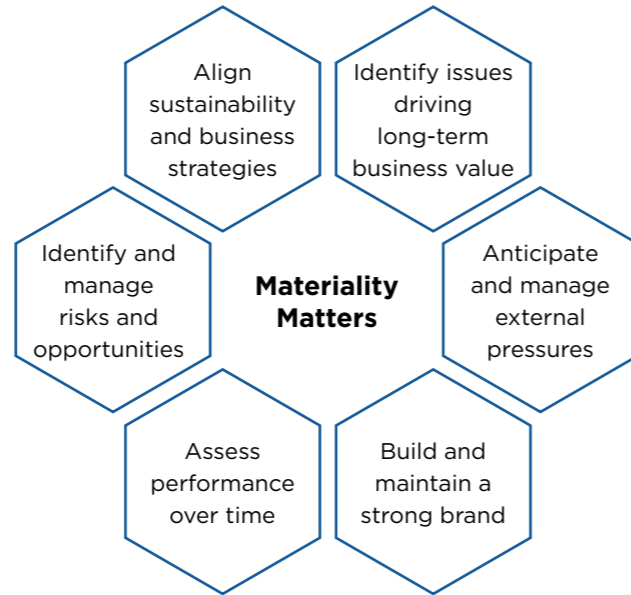 Align
sustainability
and business
strategies
Identify issues
driving
long-term
business value
Identify and
manage
risks and
opportunities
Materiality
Matters
Anticipate
and manage
external
pressures
Assess
performance
over time
Build and
maintain a
strong brand